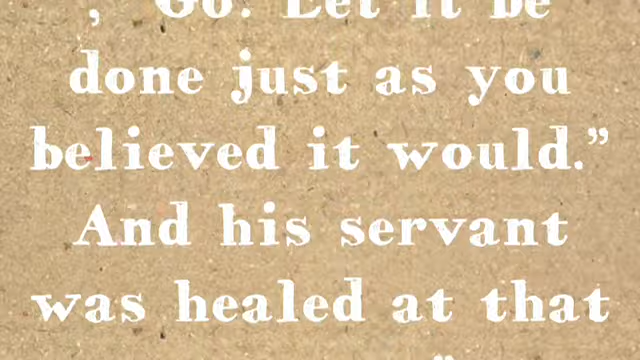 , “Go! Let it be
done just as you
believed it would.”
And his servant
was healed at that
”